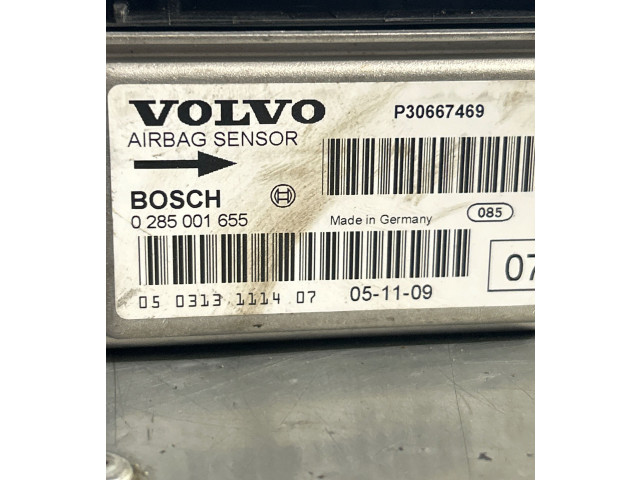 VOLVO
P30667469
AIRBAG SENSOR
BOSCH
0 285 001 655
Made in Germany
085
07
05 0313 1114 07
05-11-09